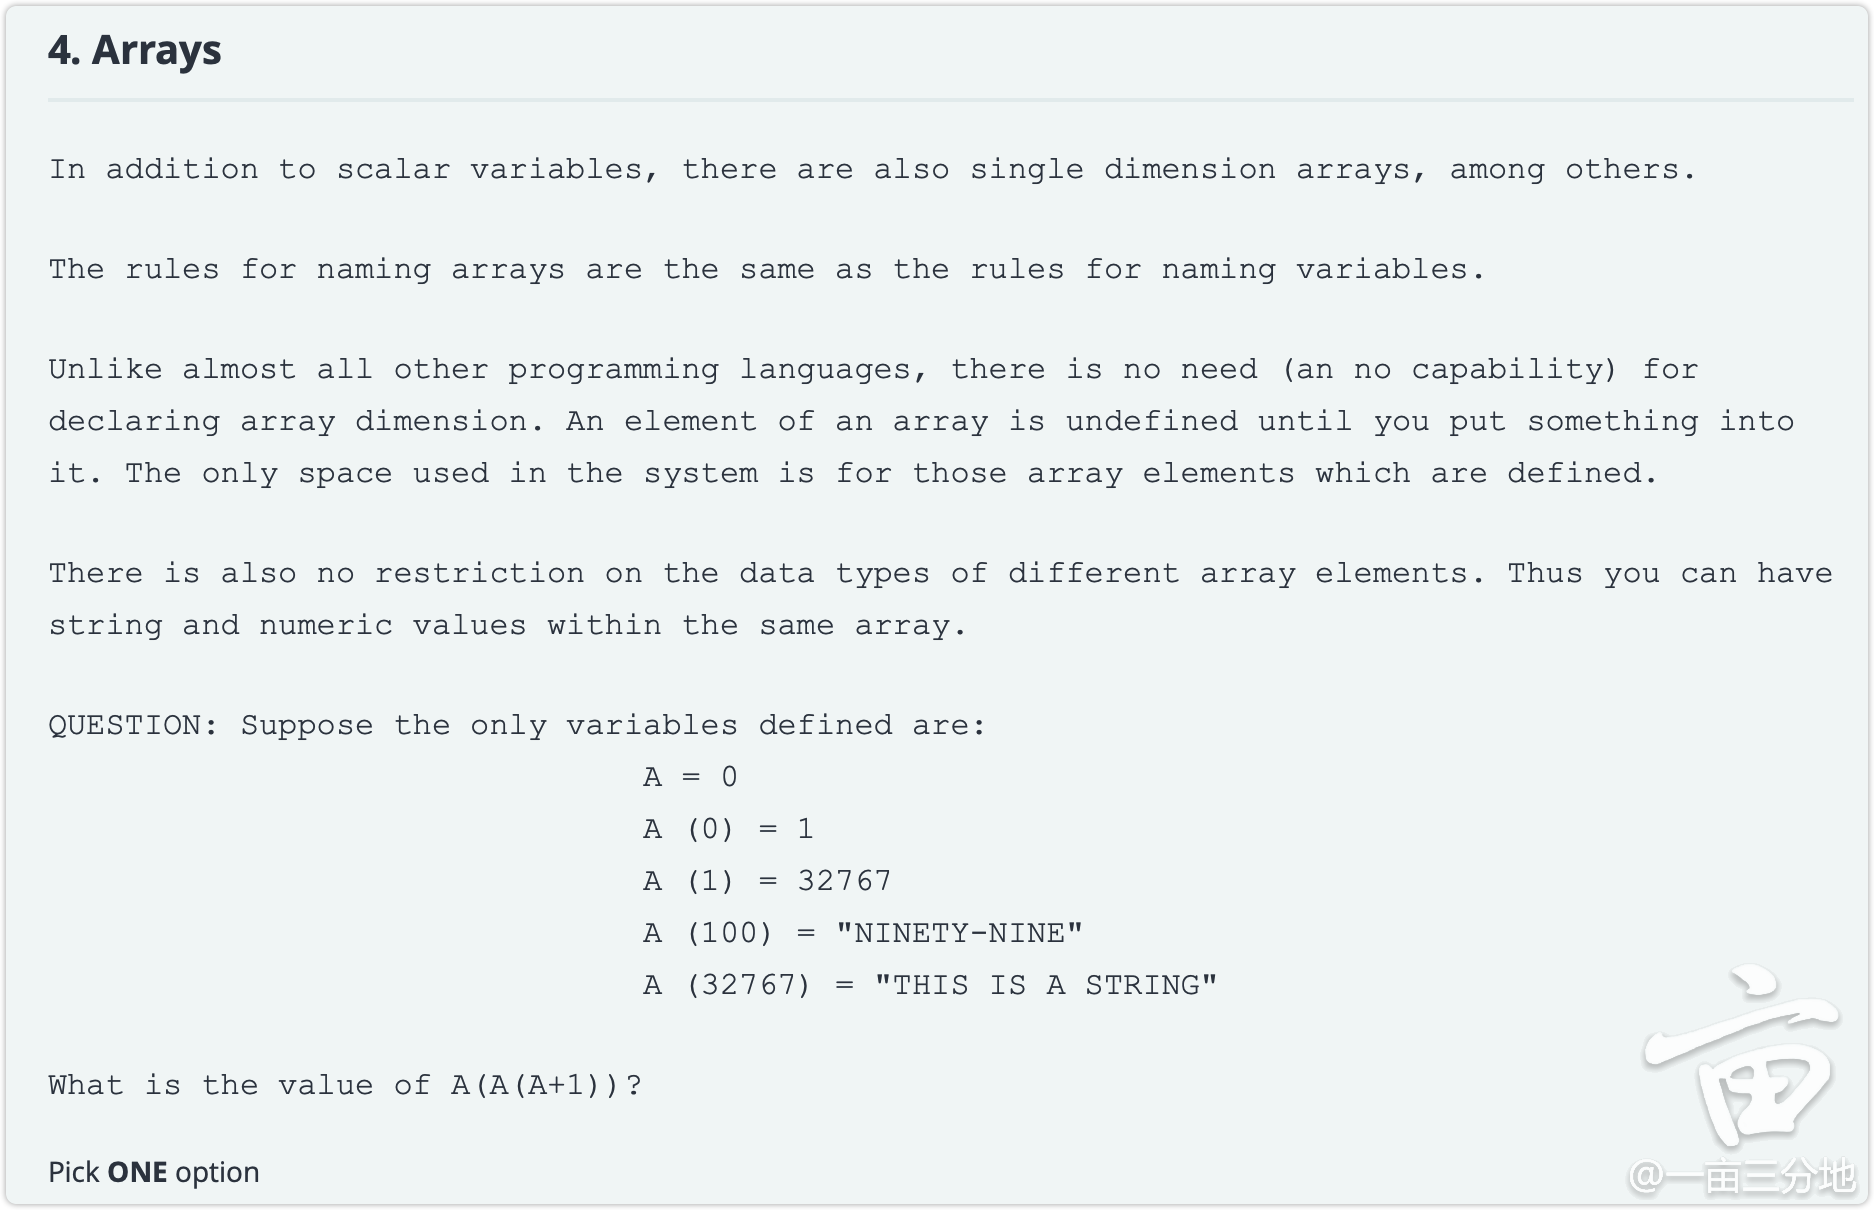 4. Arrays
In addition to scalar variables, there are also single dimension arrays, among others.
The rules for naming arrays are the same as the rules for naming variables.
Unlike almost all other programming languages, there is no need (an no capability) for
declaring array dimension. An element of an array is undefined until you put something into
it. The only space used in the system is for those array elements which are defined.
There is also no restriction on the data types of different array elements. Thus you can have
string and numeric values within the same array.
QUESTION: Suppose the only variables defined are:
A = 0
A (0) = 1
A (1) = 32767
A (100) = "NINETY-NINE"
A (32767) = "THIS IS A STRING"
What is the value of A(A(A+1))?
Pick ONE option
亩
@一亩三分地